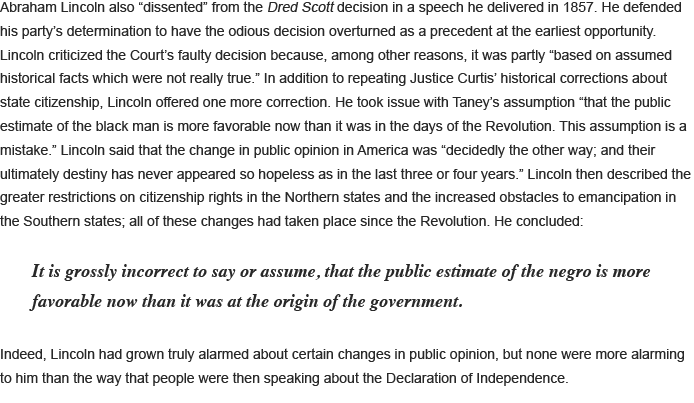 Abraham Lincoln also “dissented” from the Dred Scott decision in a speech he delivered in 1857. He defended
his party’s determination to have the odious decision overturned as a precedent at the earliest opportunity.
Lincoln criticized the Court’s faulty decision because, among other reasons, it was partly “based on assumed
historical facts which were not really true.” In addition to repeating Justice Curtis’ historical corrections about
state citizenship, Lincoln offered one more correction. He took issue with Taney’s assumption “that the public
estimate of the black man is more favorable now than it was in the days of the Revolution. This assumption is a
mistake.” Lincoln said that the change in public opinion in America was “decidedly the other way; and their
ultimately destiny has never appeared so hopeless as in the last three or four years.” Lincoln then described the
greater restrictions on citizenship rights in the Northern states and the increased obstacles to emancipation in
the Southern states; all of these changes had taken place since the Revolution. He concluded:
It is grossly incorrect to say or assume, that the public estimate of the negro is more
favorable now than it was at the origin of the government.
Indeed, Lincoln had grown truly alarmed about certain changes in public opinion, but none were more alarming
to him than the way that people were then speaking about the Declaration of Independence.